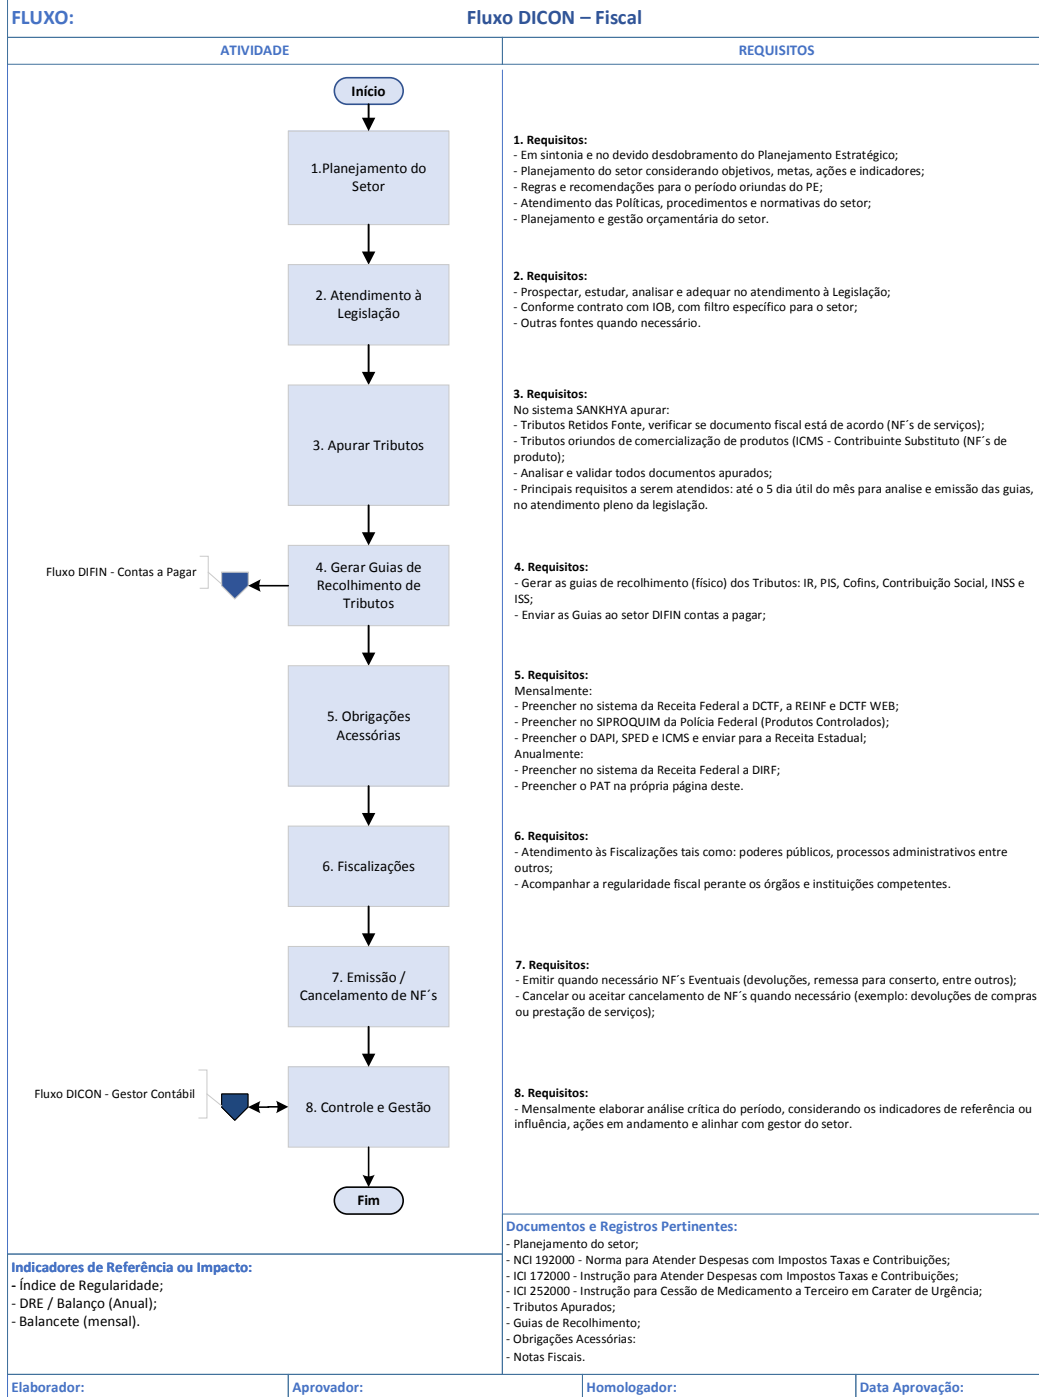 FLUXO:
Fluxo DICON – Fiscal
ATIVIDADE
REQUISITOS
Início
1.Planejamento do
Setor
1. Requisitos:
- Em sintonia e no devido desdobramento do Planejamento Estratégico;
- Planejamento do setor considerando objetivos, metas, ações e indicadores;
- Regras e recomendações para o período oriundas do PE;
- Atendimento das Políticas, procedimentos e normativas do setor;
- Planejamento e gestão orçamentária do setor.
2. Atendimento à
Legislação
2. Requisitos:
- Prospectar, estudar, analisar e adequar no atendimento à Legislação;
- Conforme contrato com IOB, com filtro específico para o setor;
- Outras fontes quando necessário.
3. Apurar Tributos
3. Requisitos:
No sistema SANKHYA apurar:
- Tributos Retidos Fonte, verificar se documento fiscal está de acordo (NF´s de serviços);
- Tributos oriundos de comercialização de produtos (ICMS - Contribuinte Substituto (NF´s de
produto);
- Analisar e validar todos documentos apurados;
- Principais requisitos a serem atendidos: até o 5 dia útil do mês para analise e emissão das guias,
no atendimento pleno da legislação.
Fluxo DIFIN - Contas a Pagar
4. Gerar Guias de
Recolhimento de
Tributos
4. Requisitos:
- Gerar as guias de recolhimento (físico) dos Tributos: IR, PIS, Cofins, Contribuição Social, INSS e
ISS;
- Enviar as Guias ao setor DIFIN contas a pagar;
5. Obrigações
Acessórias
5. Requisitos:
Mensalmente:
- Preencher no sistema da Receita Federal a DCTF, a REINF e DCTF WEB;
- Preencher no SIPROQUIM da Polícia Federal (Produtos Controlados);
- Preencher o DAPI, SPED e ICMS e enviar para a Receita Estadual;
Anualmente:
- Preencher no sistema da Receita Federal a DIRF;
- Preencher o PAT na própria página deste.
6. Fiscalizações
6. Requisitos:
- Atendimento às Fiscalizações tais como: poderes públicos, processos administrativos entre
outros;
- Acompanhar a regularidade fiscal perante os órgãos e instituições competentes.
7. Emissão /
Cancelamento de NF´s
7. Requisitos:
- Emitir quando necessário NF´s Eventuais (devoluções, remessa para conserto, entre outros);
- Cancelar ou aceitar cancelamento de NF´s quando necessário (exemplo: devoluções de compras
ou prestação de serviços);
Fluxo DICON - Gestor Contábil
8. Controle e Gestão
8. Requisitos:
- Mensalmente elaborar análise crítica do período, considerando os indicadores de referência ou
influência, ações em andamento e alinhar com gestor do setor.
Fim
Indicadores de Referência ou Impacto:
- Índice de Regularidade;
- DRE / Balanço (Anual);
- Balancete (mensal).
Documentos e Registros Pertinentes:
- Planejamento do setor;
- NCI 192000 - Norma para Atender Despesas com Impostos Taxas e Contribuições;
- ICI 172000 - Instrução para Atender Despesas com Impostos Taxas e Contribuições;
- ICI 252000 - Instrução para Cessão de Medicamento a Terceiro em Carater de Urgência;
- Tributos Apurados;
- Guias de Recolhimento;
- Obrigações Acessórias:
- Notas Fiscais.
Elaborador:
Aprovador:
Homologador:
Data Aprovação: